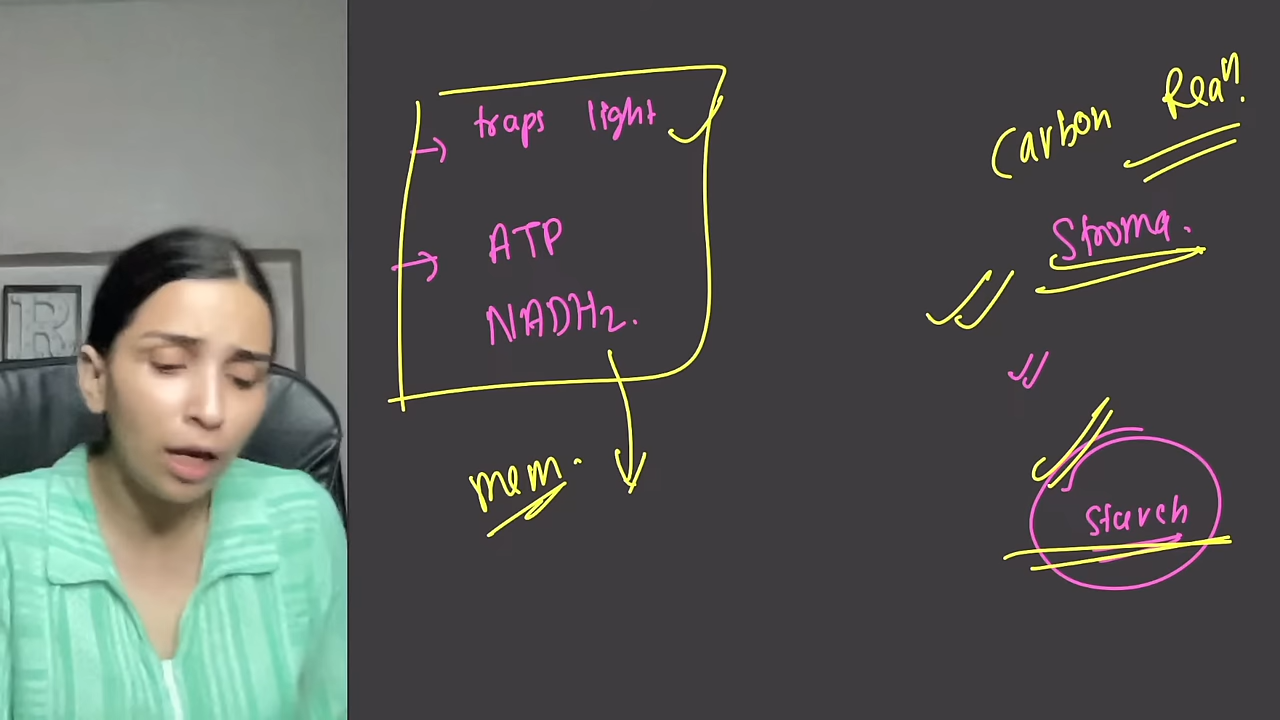 traps light
ATP
NADH2.
mem.
Carbon Reaⁿ.
Stroma.
Starch
R